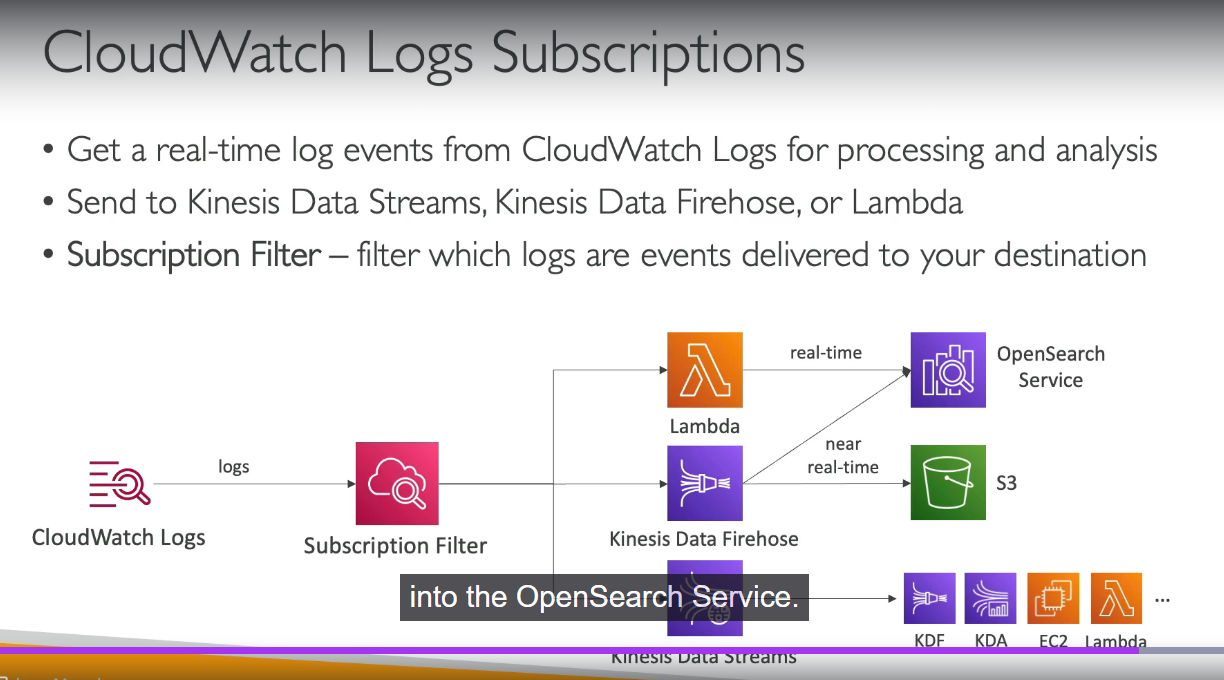 CloudWatch Logs Subscriptions
• Get a real-time log events from CloudWatch Logs for processing and analysis
• Send to Kinesis Data Streams, Kinesis Data Firehose, or Lambda
• Subscription Filter – filter which logs are events delivered to your destination
real-time
OpenSearch
Service
Lambda
near
real-time
logs
S3
CloudWatch Logs
Subscription Filter
Kinesis Data Firehose
into the OpenSearch Service.
...
KDF
KDA
EC2
Lambda
Kinesis Data Streams